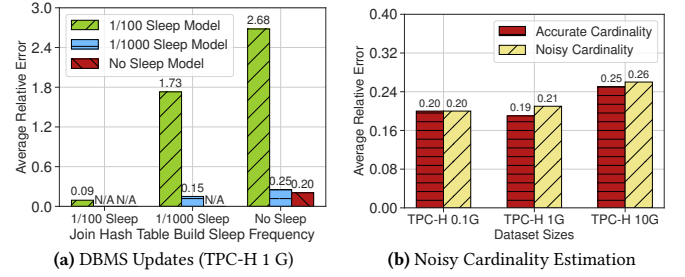 Average Relative Error
3.0
2.4
1.8
1.2
0.6
0.0
1/100 Sleep Model
1/1000 Sleep Model
No Sleep Model
0.09
N/A N/A
1.73
0.15
N/A
2.68
0.25
0.20
1/100 Sleep
1/1000 Sleep
No Sleep
Join Hash Table Build Sleep Frequency
(a) DBMS Updates (TPC-H 1 G)
Average Relative Error
0.40
0.32
0.24
0.16
0.08
0.00
Accurate Cardinality
Noisy Cardinality
0.20
0.20
0.19
0.21
0.25
0.26
TPC-H 0.1G
TPC-H 1G
TPC-H 10G
Dataset Sizes
(b) Noisy Cardinality Estimation